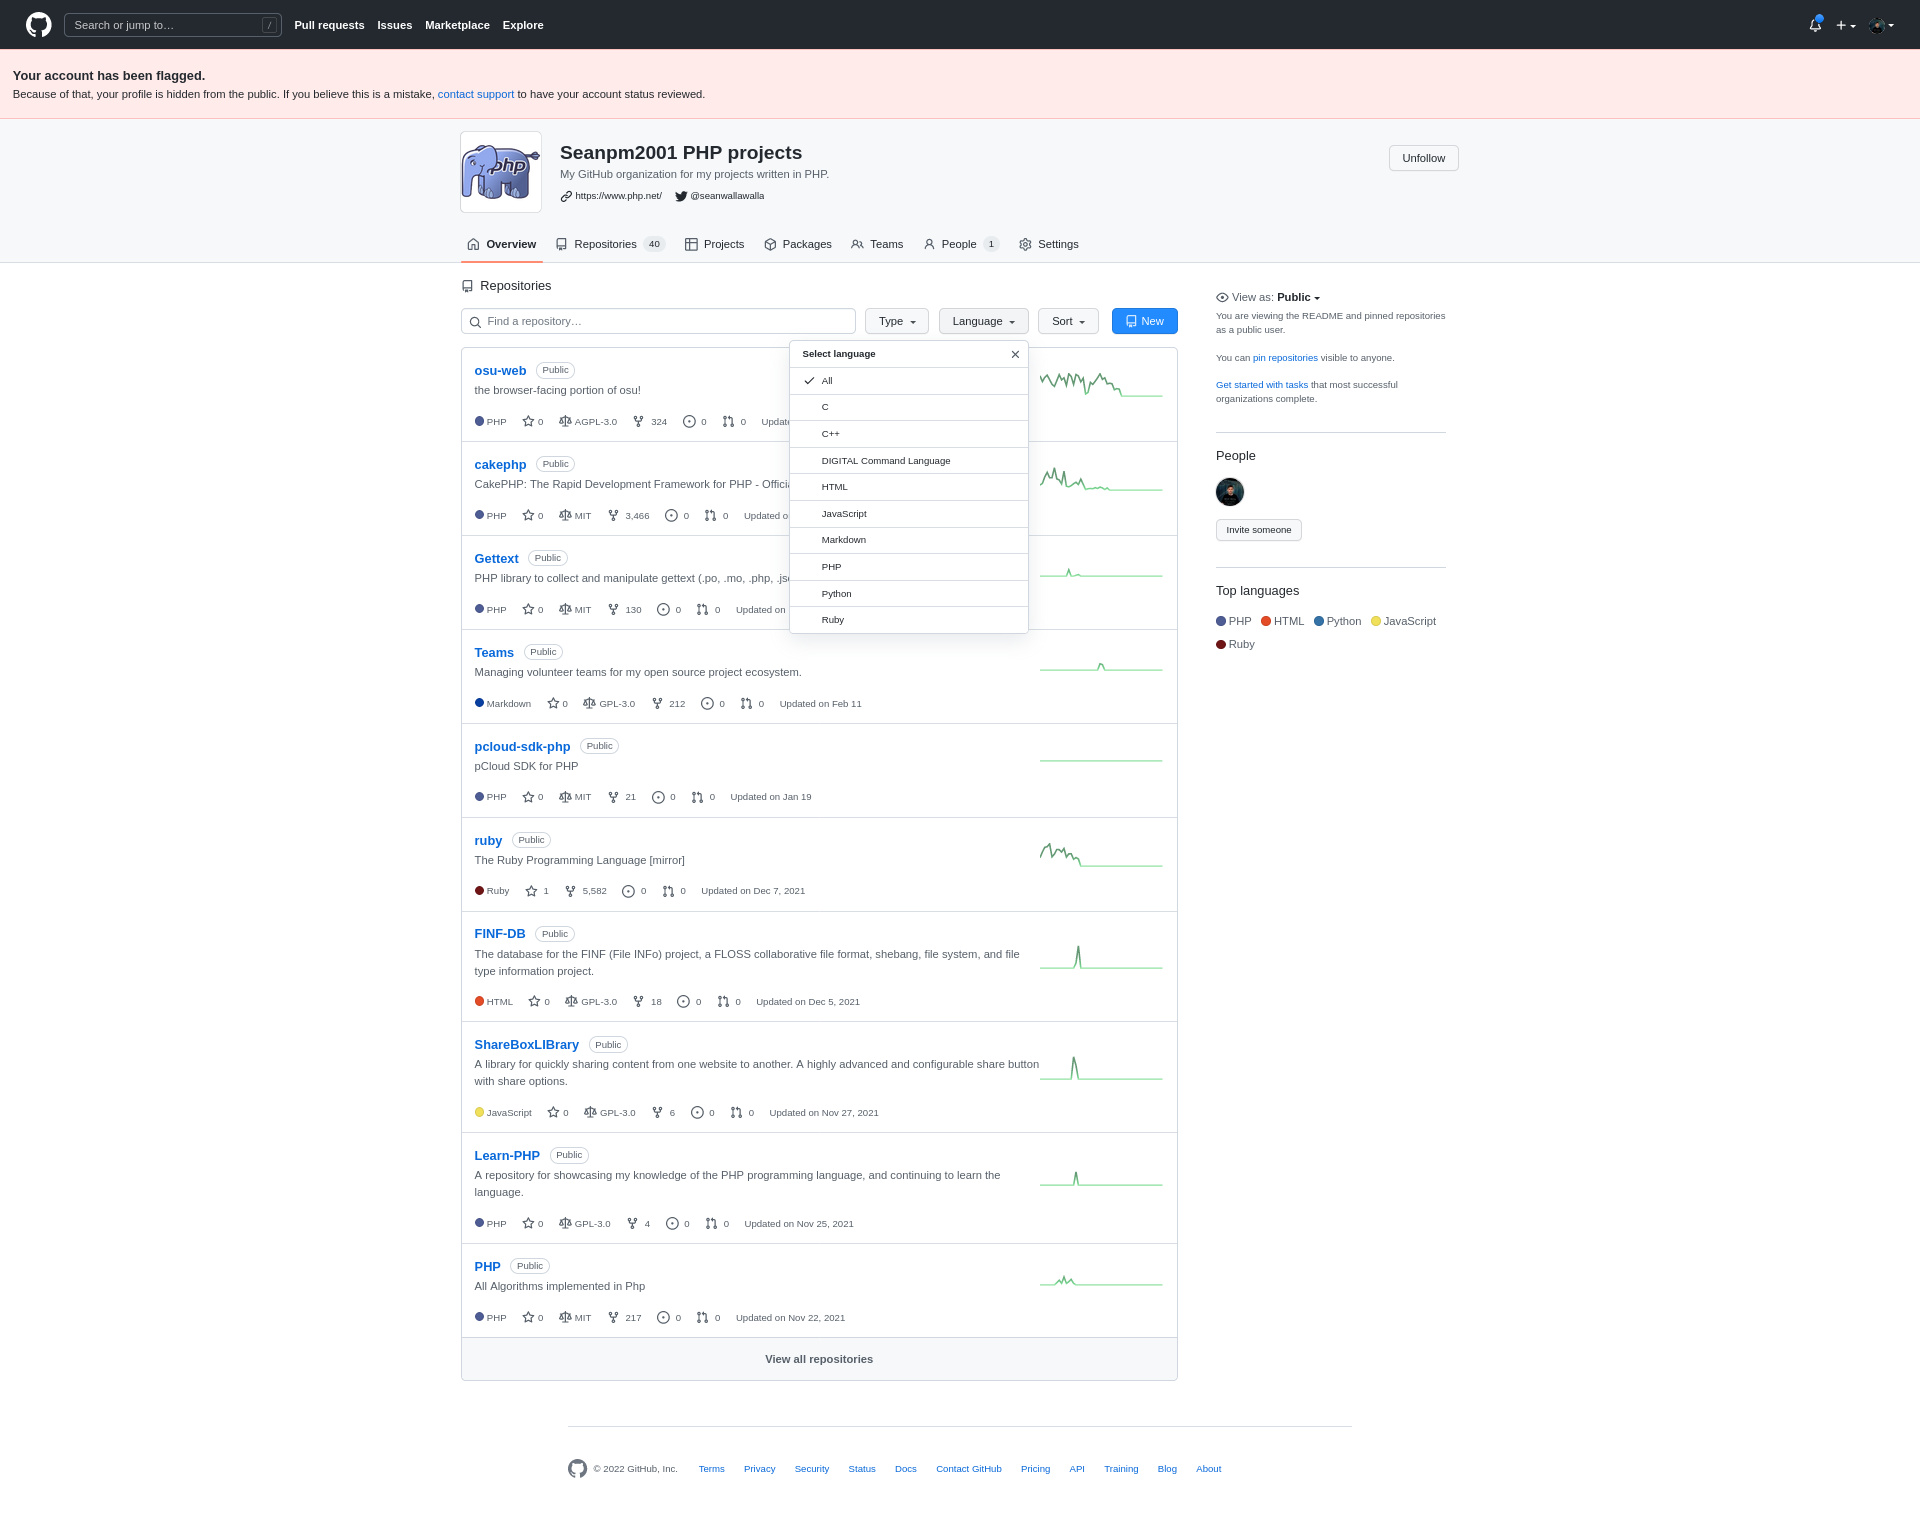 Search or jump to… /
Pull requests Issues Marketplace Explore
Your account has been flagged.
Because of that, your profile is hidden from the public. If you believe this is a mistake, contact support to have your account status reviewed.
php
Seanpm2001 PHP projects
My GitHub organization for my projects written in PHP.
https://www.php.net/ @seanwallawalla
Unfollow
Overview Repositories 40 Projects Packages Teams People 1 Settings
Repositories
Find a repository… Type Language Sort New
Select language
All
C
C++
DIGITAL Command Language
HTML
JavaScript
Markdown
PHP
Python
Ruby
osu-web Public
the browser-facing portion of osu!
PHP 0 AGPL-3.0 324 0 0
cakephp Public
CakePHP: The Rapid Development Framework for PHP -
PHP 0 MIT 3,466 0 0 Updated
Gettext Public
PHP library to collect and manipulate gettext (.po, .mo, .php,
PHP 0 MIT 130 0 0 Updated on
Teams Public
Managing volunteer teams for my open source project ecosystem.
Markdown 0 GPL-3.0 212 0 0 Updated on Feb 11
pcloud-sdk-php Public
pCloud SDK for PHP
PHP 0 MIT 21 0 0 Updated on Jan 19
ruby Public
The Ruby Programming Language [mirror]
Ruby 1 5,582 0 0 Updated on Dec 7, 2021
FINF-DB Public
The database for the FINF (File INFo) project, a FLOSS collaborative file format, shebang, file system, and file
type information project.
HTML 0 GPL-3.0 18 0 0 Updated on Dec 5, 2021
ShareBoxLIBrary Public
A library for quickly sharing content from one website to another. A highly advanced and configurable share button
with share options.
JavaScript 0 GPL-3.0 6 0 0 Updated on Nov 27, 2021
Learn-PHP Public
A repository for showcasing my knowledge of the PHP programming language, and continuing to learn the
language.
PHP 0 GPL-3.0 4 0 0 Updated on Nov 25, 2021
PHP Public
All Algorithms implemented in Php
PHP 0 MIT 217 0 0 Updated on Nov 22, 2021
View all repositories
View as: Public
You are viewing the README and pinned repositories
as a public user.
You can pin repositories visible to anyone.
Get started with tasks that most successful
organizations complete.
People
Invite someone
Top languages
PHP HTML Python JavaScript
Ruby
© 2022 GitHub, Inc. Terms Privacy Security Status Docs Contact GitHub Pricing API Training Blog About